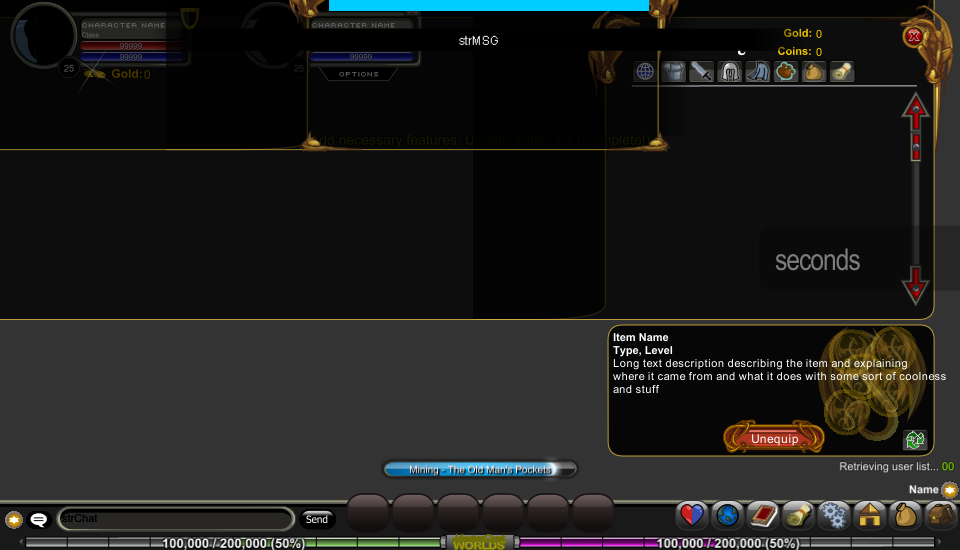 CHARACTER NAME
Class
99999
99999
25
Gold:0
CHARACTER NAME
99999
25
OPTIONS
strMSG
Gold: 0
Coins: 0
dd necessary features: U
seconds
Item Name
Type, Level
Long text description describing the item and explaining
where it came from and what it does with some sort of coolness
and stuff
Unequip
Mining - The Old Man's Pockets
Retrieving user list... 00
Name
strChat
Send
100,000 / 200,000 (50%)
WORLDS
100,000 / 200,000 (50%)